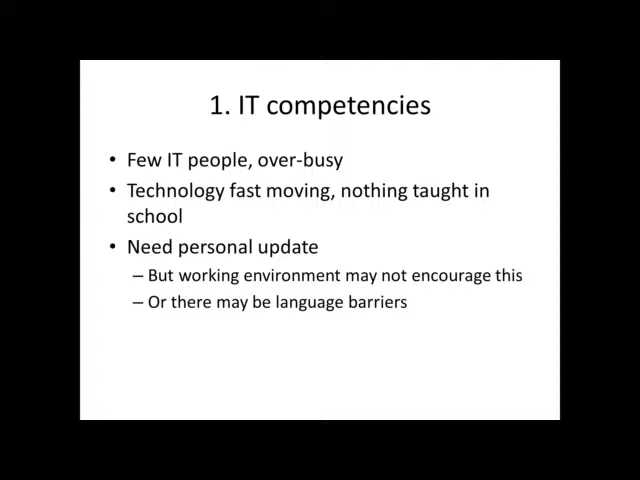 1. IT competencies
• Few IT people, over-busy
• Technology fast moving, nothing taught in
school
• Need personal update
– But working environment may not encourage this
– Or there may be language barriers